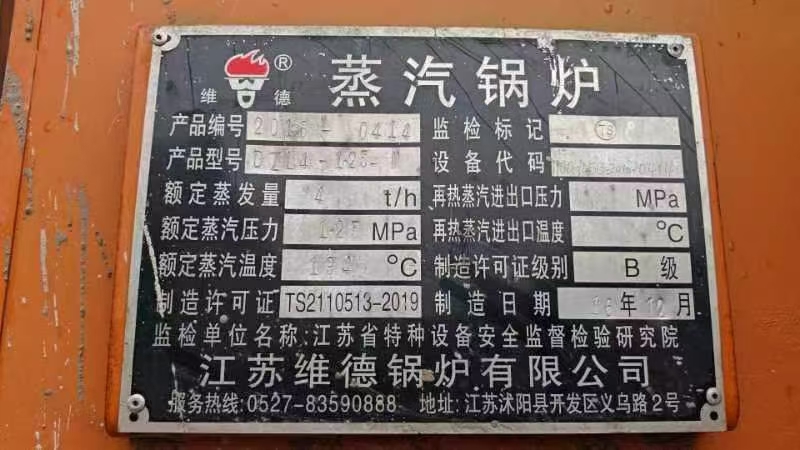 维德® 蒸汽锅炉
产品编号 2016-0414 监检标记 TS
产品型号 设备代码
额定蒸发量 4 t/h 再热蒸汽进出口压力 MPa
额定蒸汽压力 1.25 MPa 再热蒸汽进出口温度 ℃
额定蒸汽温度 ℃ 制造许可证级别 B 级
制造许可证 TS2110513-2019 制造日期 年 12 月
监检单位名称:江苏省特种设备安全监督检验研究院
江苏维德锅炉有限公司
服务热线:0527-83590888 地址:江苏沭阳县开发区义乌路2号